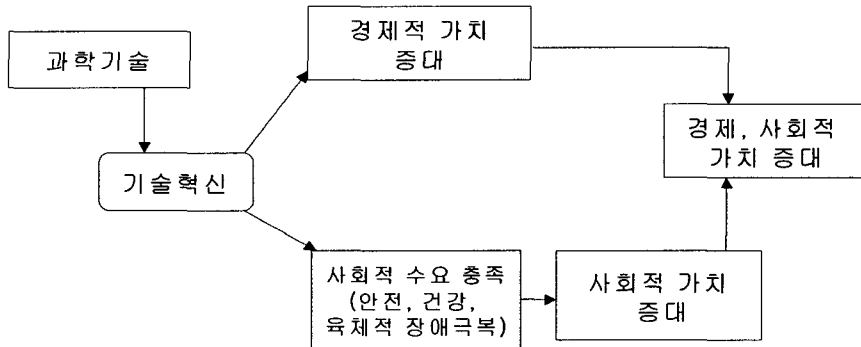 경제적 가치
증대
과학기술
경제, 사회적
가치 증대
기술혁신
사회적 수요 충족
(안전, 건강,
육체적 장애극복)
사회적 가치
증대